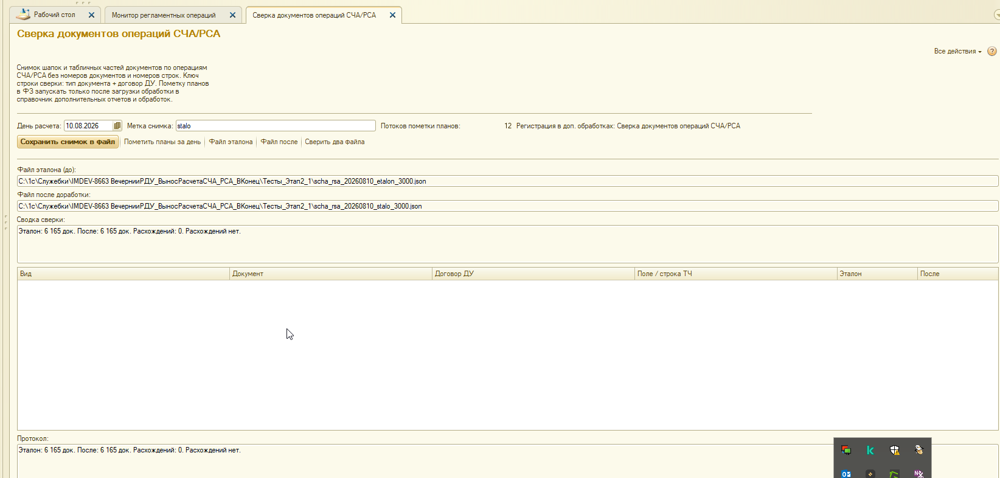 Рабочий стол
Монитор регламентных операций
Сверка документов операций СЧА/РСА
Сверка документов операций СЧА/РСА
Все действия
?
Снимок шапок и табличных частей документов по операциям
СЧА/РСА без номеров документов и номеров строк. Ключ
строки сверки: тип документа + договор ДУ. Пометку планов
в ФЗ запускать только после загрузки обработки в
справочник дополнительных отчетов и обработок.
День расчета: 10.08.2026 Метка снимка: stalo Потоков пометки планов: 12 Регистрация в доп. обработках: Сверка документов операций СЧА/РСА
Сохранить снимок в файл Пометить планы за день Файл эталона Файл после Сверить два файла
Файл эталона (до):
C:\1c\Служебки\IMDEV-8663 ВечернииРДУ_ВыносРасчетаСЧА_РСА_ВКонец\Тесты_Этап2_1\scha_rsa_20260810_etalon_3000.json
Файл после доработки:
C:\1c\Служебки\IMDEV-8663 ВечернииРДУ_ВыносРасчетаСЧА_РСА_ВКонец\Тесты_Этап2_1\scha_rsa_20260810_stalo_3000.json
Сводка сверки:
Эталон: 6 165 док. После: 6 165 док. Расхождений: 0. Расхождений нет.
Вид Документ Договор ДУ Поле / строка ТЧ Эталон После
Протокол:
Эталон: 6 165 док. После: 6 165 док. Расхождений: 0. Расхождений нет.